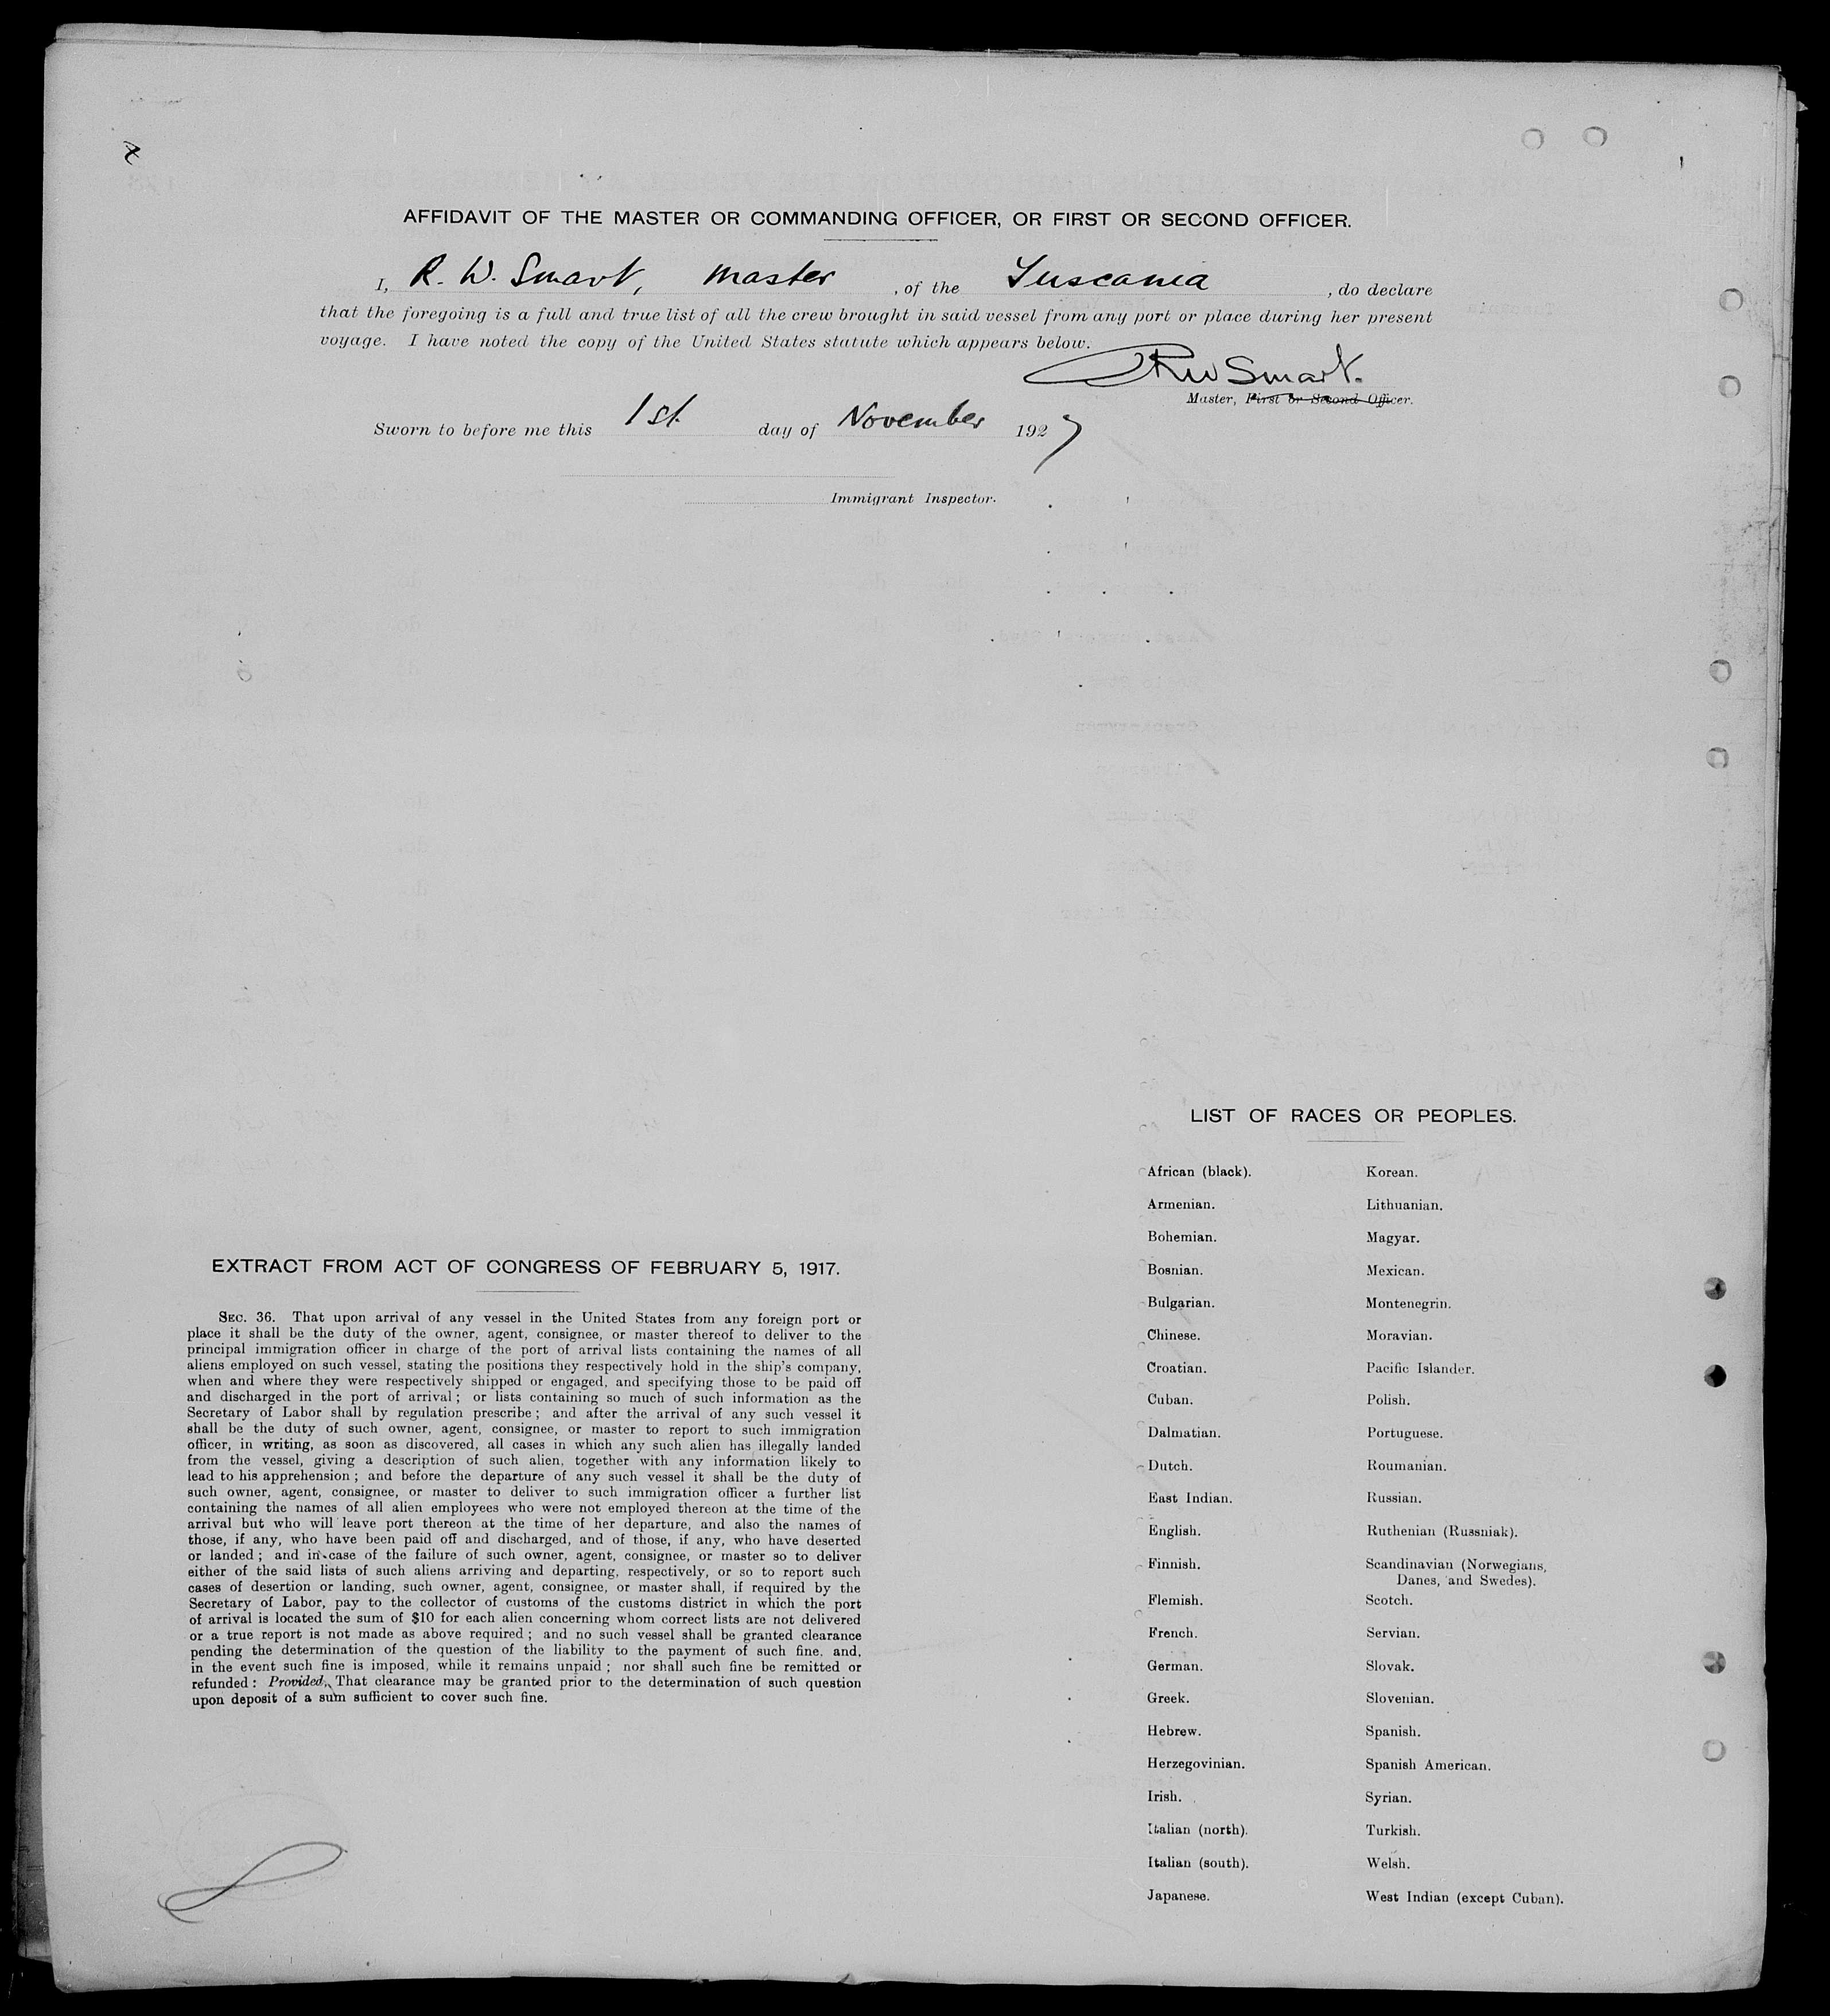 AFFIDAVIT OF THE MASTER OR COMMANDING OFFICER, OR FIRST OR SECOND OFFICER.
I, R. W. Smart, master, of the Tuscania, do declare
that the foregoing is a full and true list of all the crew brought in said vessel from any port or place during her present
voyage. I have noted the copy of the United States statute which appears below.
RW Smart.
Master, First or Second Officer.
Sworn to before me this 1st day of November 1927
Immigrant Inspector.
EXTRACT FROM ACT OF CONGRESS OF FEBRUARY 5, 1917.
SEC. 36. That upon arrival of any vessel in the United States from any foreign port or
place it shall be the duty of the owner, agent, consignee, or master thereof to deliver to the
principal immigration officer in charge of the port of arrival lists containing the names of all
aliens employed on such vessel, stating the positions they respectively hold in the ship's company,
when and where they were respectively shipped or engaged, and specifying those to be paid off
and discharged in the port of arrival; or lists containing so much of such information as the
Secretary of Labor shall by regulation prescribe; and after the arrival of any such vessel it
shall be the duty of such owner, agent, consignee, or master to report to such immigration
officer, in writing, as soon as discovered, all cases in which any such alien has illegally landed
from the vessel, giving a description of such alien, together with any information likely to
lead to his apprehension; and before the departure of any such vessel it shall be the duty of
such owner, agent, consignee, or master to deliver to such immigration officer a further list
containing the names of all alien employees who were not employed thereon at the time of the
arrival but who will leave port thereon at the time of her departure, and also the names of
those, if any, who have been paid off and discharged, and of those, if any, who have deserted
or landed; and in case of the failure of such owner, agent, consignee, or master so to deliver
either of the said lists of such aliens arriving and departing, respectively, or so to report such
cases of desertion or landing, such owner, agent, consignee, or master shall, if required by the
Secretary of Labor, pay to the collector of customs of the customs district in which the port
of arrival is located the sum of $10 for each alien concerning whom correct lists are not delivered
or a true report is not made as above required; and no such vessel shall be granted clearance
pending the determination of the question of the liability to the payment of such fine, and,
in the event such fine is imposed, while it remains unpaid; nor shall such fine be remitted or
refunded: Provided, That clearance may be granted prior to the determination of such question
upon deposit of a sum sufficient to cover such fine.
LIST OF RACES OR PEOPLES.
African (black).
Armenian.
Bohemian.
Bosnian.
Bulgarian.
Chinese.
Croatian.
Cuban.
Dalmatian.
Dutch.
East Indian.
English.
Finnish.
Flemish.
French.
German.
Greek.
Hebrew.
Herzegovinian.
Irish.
Italian (north).
Italian (south).
Japanese.
Korean.
Lithuanian.
Magyar.
Mexican.
Montenegrin.
Moravian.
Pacific Islander.
Polish.
Portuguese.
Roumanian.
Russian.
Ruthenian (Russniak).
Scandinavian (Norwegians,
Danes, and Swedes).
Scotch.
Servian.
Slovak.
Slovenian.
Spanish.
Spanish American.
Syrian.
Turkish.
Welsh.
West Indian (except Cuban).